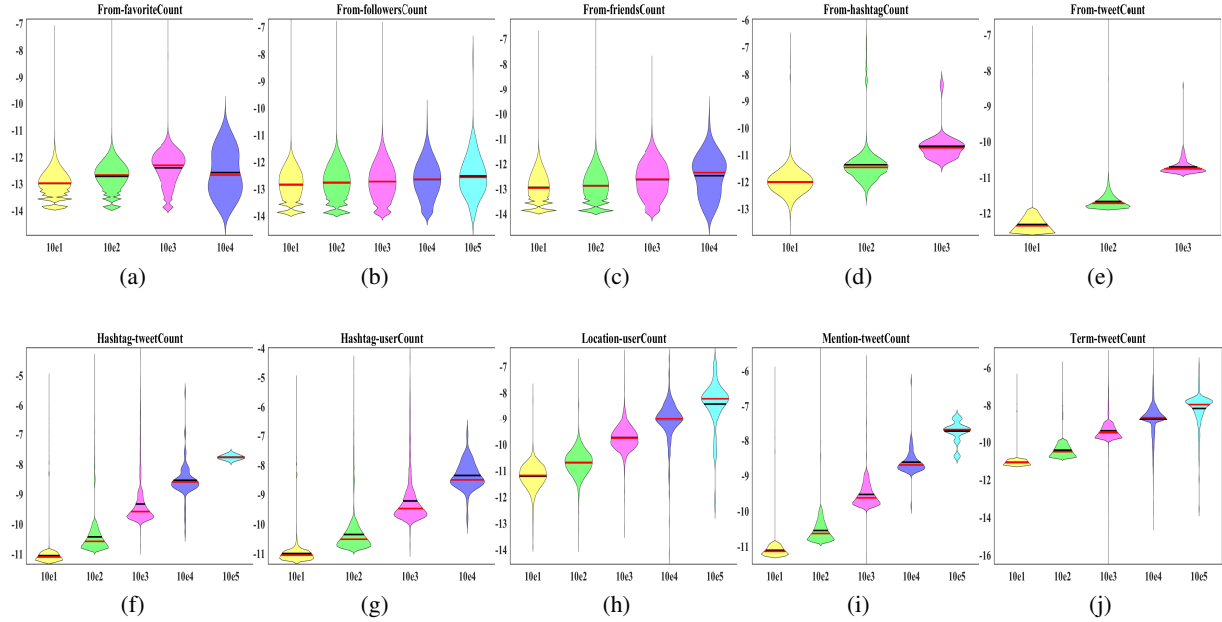 From-favoriteCount
-7
-8
-9
-10
-11
-12
-13
-14
10e1 10e2 10e3 10e4
(a)
From-followersCount
-7
-8
-9
-10
-11
-12
-13
-14
10e1 10e2 10e3 10e4 10e5
(b)
From-friendsCount
-7
-8
-9
-10
-11
-12
-13
-14
10e1 10e2 10e3 10e4
(c)
From-hashtagCount
-6
-7
-8
-9
-10
-11
-12
-13
10e1 10e2 10e3
(d)
From-tweetCount
-7
-8
-9
-10
-11
-12
10e1 10e2 10e3
(e)
Hashtag-tweetCount
-5
-6
-7
-8
-9
-10
-11
10e1 10e2 10e3 10e4 10e5
(f)
Hashtag-userCount
-4
-5
-6
-7
-8
-9
-10
-11
10e1 10e2 10e3 10e4
(g)
Location-userCount
-7
-8
-9
-10
-11
-12
-13
-14
10e1 10e2 10e3 10e4 10e5
(h)
Mention-tweetCount
-6
-7
-8
-9
-10
-11
10e1 10e2 10e3 10e4 10e5
(i)
Term-tweetCount
-6
-8
-10
-12
-14
-16
10e1 10e2 10e3 10e4 10e5
(j)